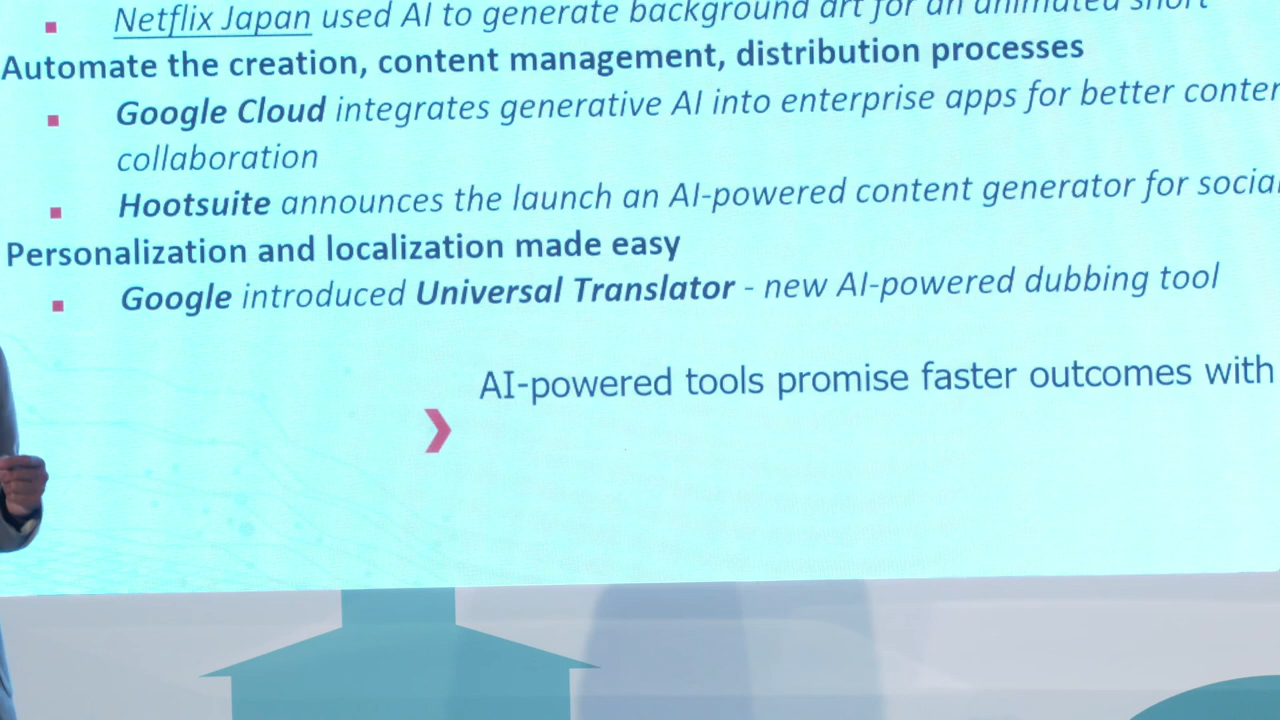 Netflix Japan used AI to generate background art for an animated short
Automate the creation, content management, distribution processes
Google Cloud integrates generative AI into enterprise apps for better
collaboration
Hootsuite announces the launch an AI-powered content generator for social
Personalization and localization made easy
Google introduced Universal Translator - new AI-powered dubbing tool
AI-powered tools promise faster outcomes with